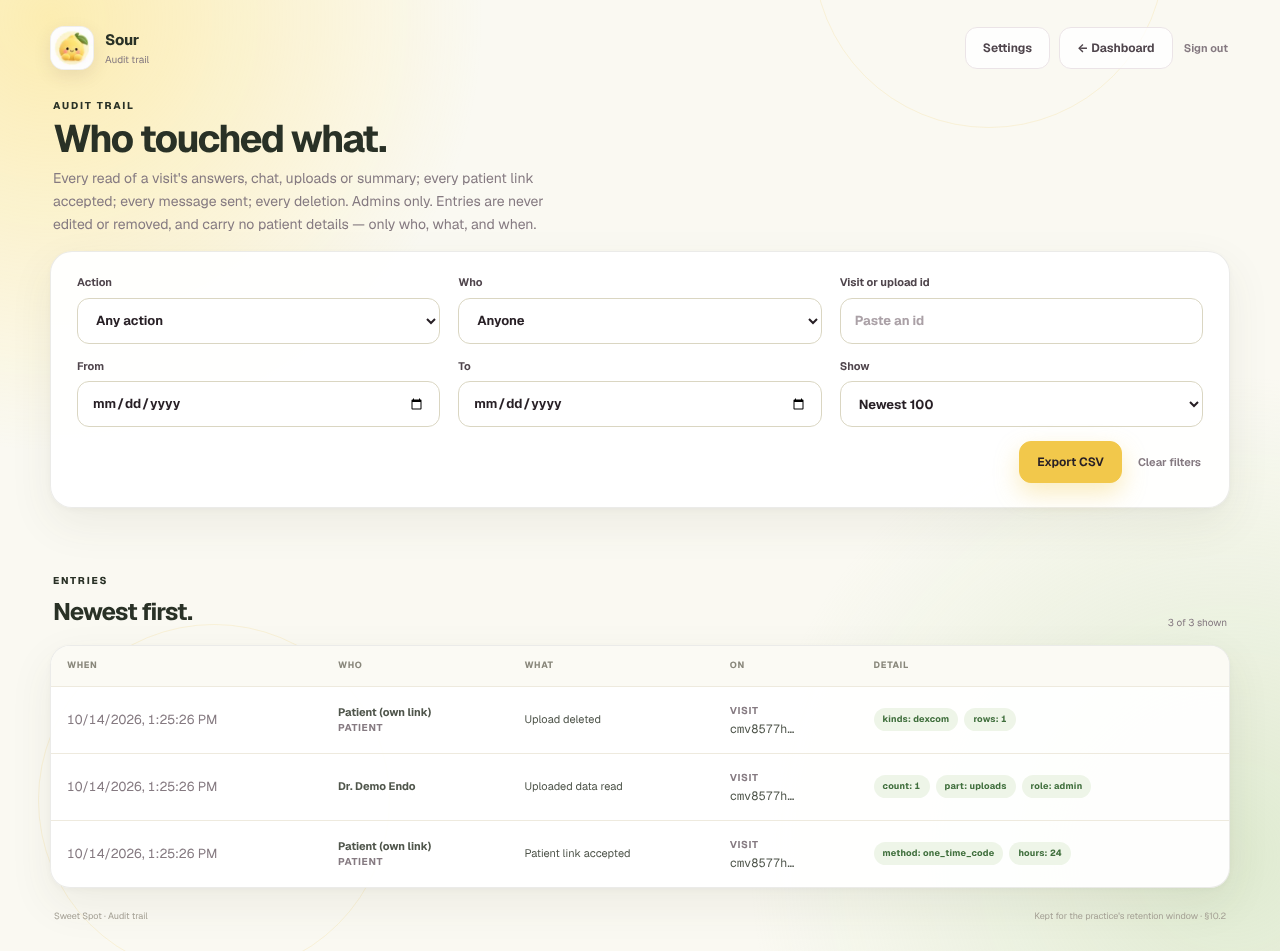 Sour
Audit trail
Settings
← Dashboard
Sign out
AUDIT TRAIL
Who touched what.
Every read of a visit's answers, chat, uploads or summary; every patient link
accepted; every message sent; every deletion. Admins only. Entries are never
edited or removed, and carry no patient details — only who, what, and when.
Action
Who
Visit or upload id
Any action
Anyone
Paste an id
From
To
Show
mm/dd/yyyy
mm/dd/yyyy
Newest 100
Export CSV
Clear filters
ENTRIES
Newest first.
3 of 3 shown
WHEN WHO WHAT ON DETAIL
10/14/2026, 1:25:26 PM
Patient (own link)
PATIENT
Upload deleted
VISIT
cmv8577h…
kinds: dexcom
rows: 1
10/14/2026, 1:25:26 PM
Dr. Demo Endo
Uploaded data read
VISIT
cmv8577h…
count: 1
part: uploads
role: admin
10/14/2026, 1:25:26 PM
Patient (own link)
PATIENT
Patient link accepted
VISIT
cmv8577h…
method: one_time_code
hours: 24
Sweet Spot · Audit trail
Kept for the practice's retention window · §10.2